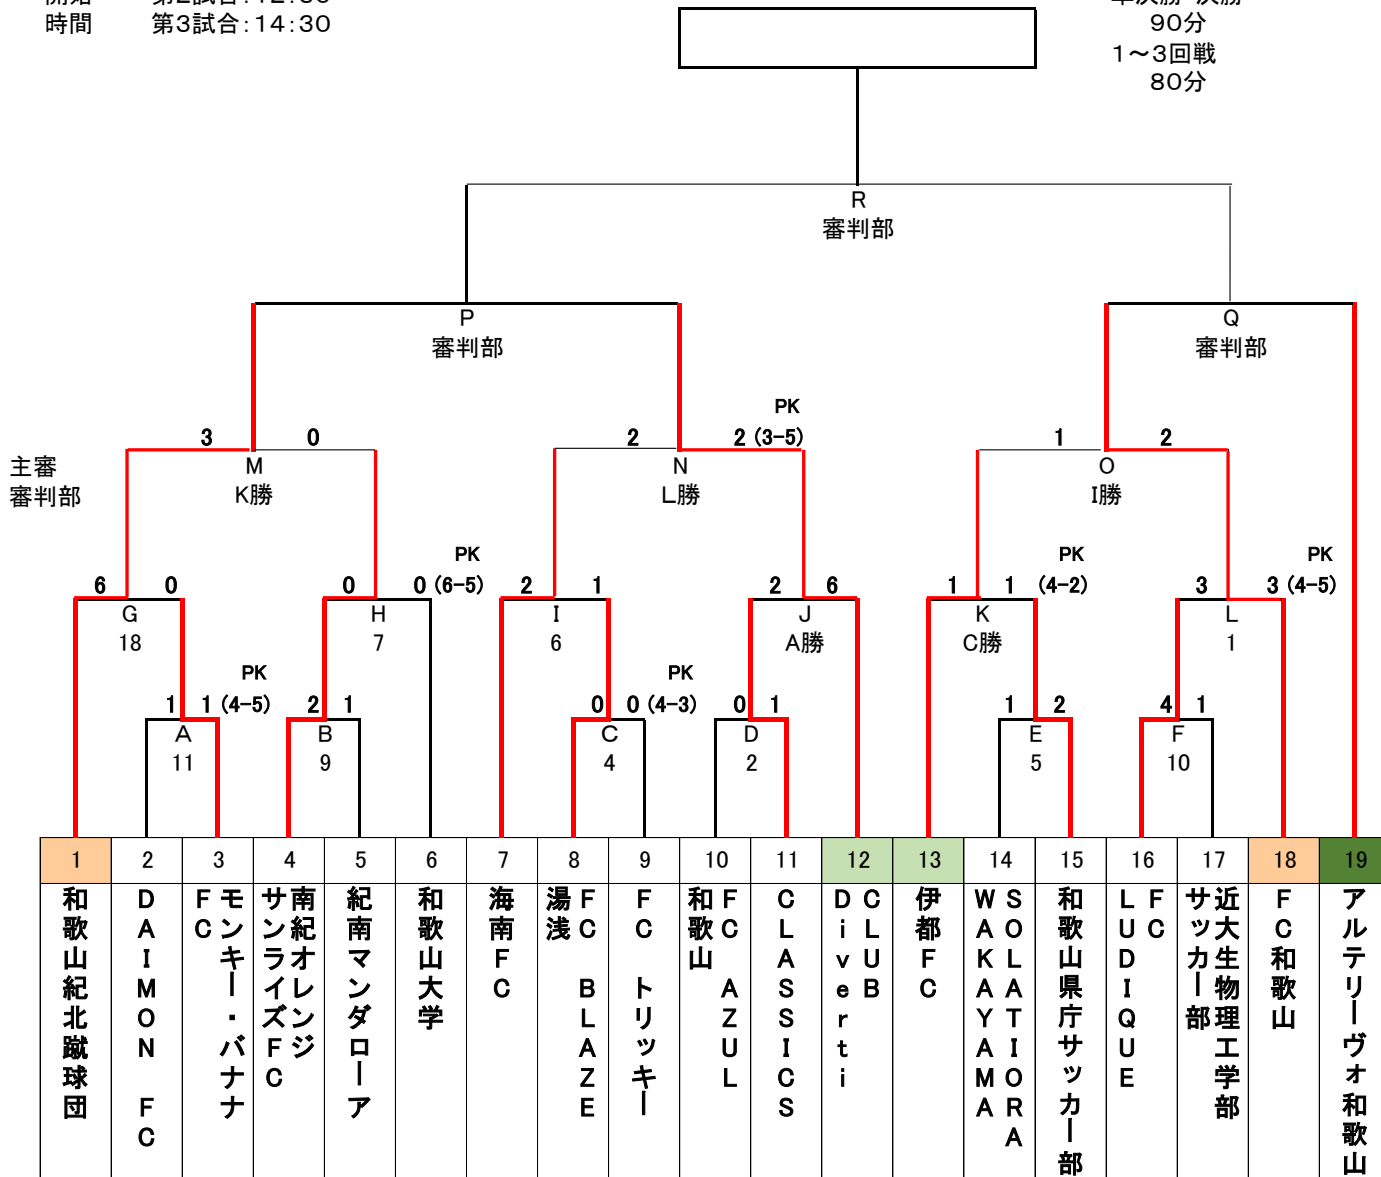 時間 第3試合：14：30
90分
1～3回戦
80分
R
審判部
P
審判部
Q
審判部
PK
3 0 2 2 (3-5) 1 2
主審
審判部
M
K勝
N
L勝
O
I勝
PK PK PK
6 0 0 0 (6-5) 2 1 2 6 1 1 (4-2) 3 3 (4-5)
G H I J K L
18 7 6 A勝 C勝 1
PK PK
1 1 (4-5) 2 1 0 0 (4-3) 0 1 1 2 4 1
A B C D E F
11 9 4 2 5 10
1 2 3 4 5 6 7 8 9 10 11 12 13 14 15 16 17 18 19
和歌山紀北蹴球団
DAIMON FC
モンキー・バナナ
FC
南紀オレンジ
サンライズFC
紀南マンダローア
和歌山大学
海南FC
FC BLAZE
湯浅
FC トリッキー
FC AZUL
和歌山
CLASSICS
CLUB
Diverti
伊都FC
SOLATIORA
WAKAYAMA
和歌山県庁サッカー部
FC
LUDIQUE
近大生物理工学部
サッカー部
FC和歌山
アルテリーヴォ和歌山